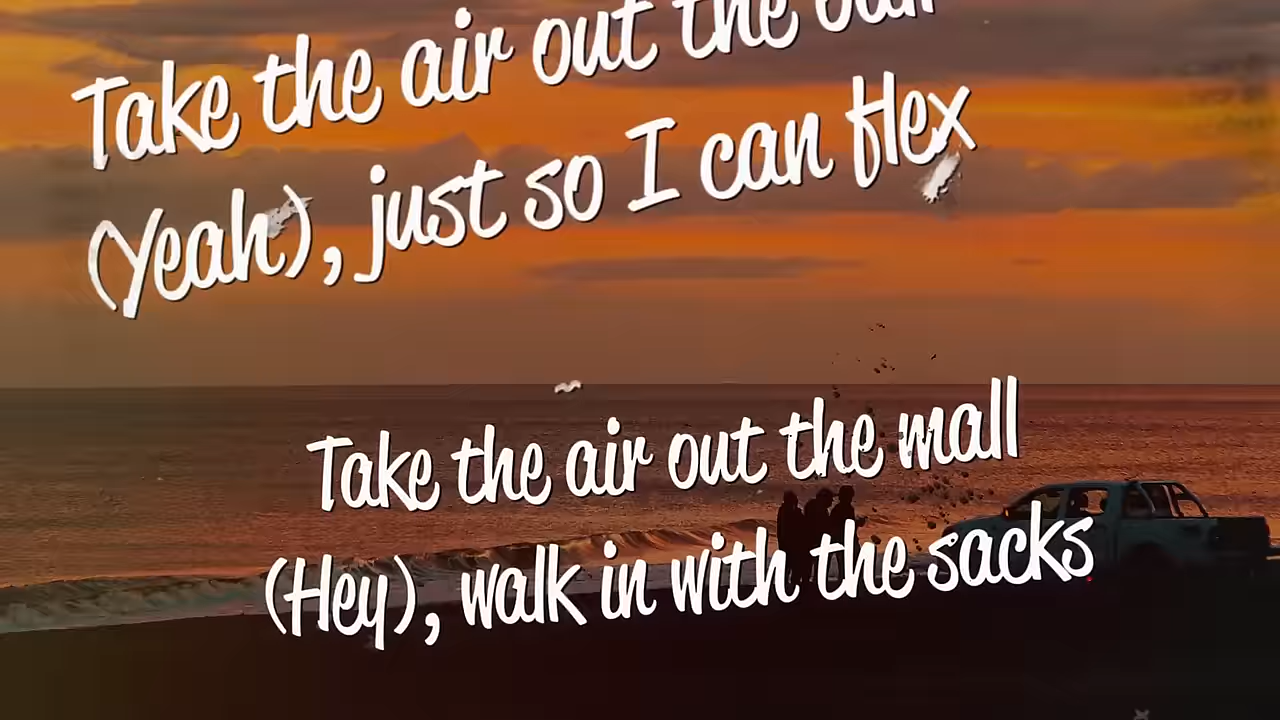 Take the air out the
(Yeah), just so I can flex
Take the air out the mall
(Hey), walk in with the sacks